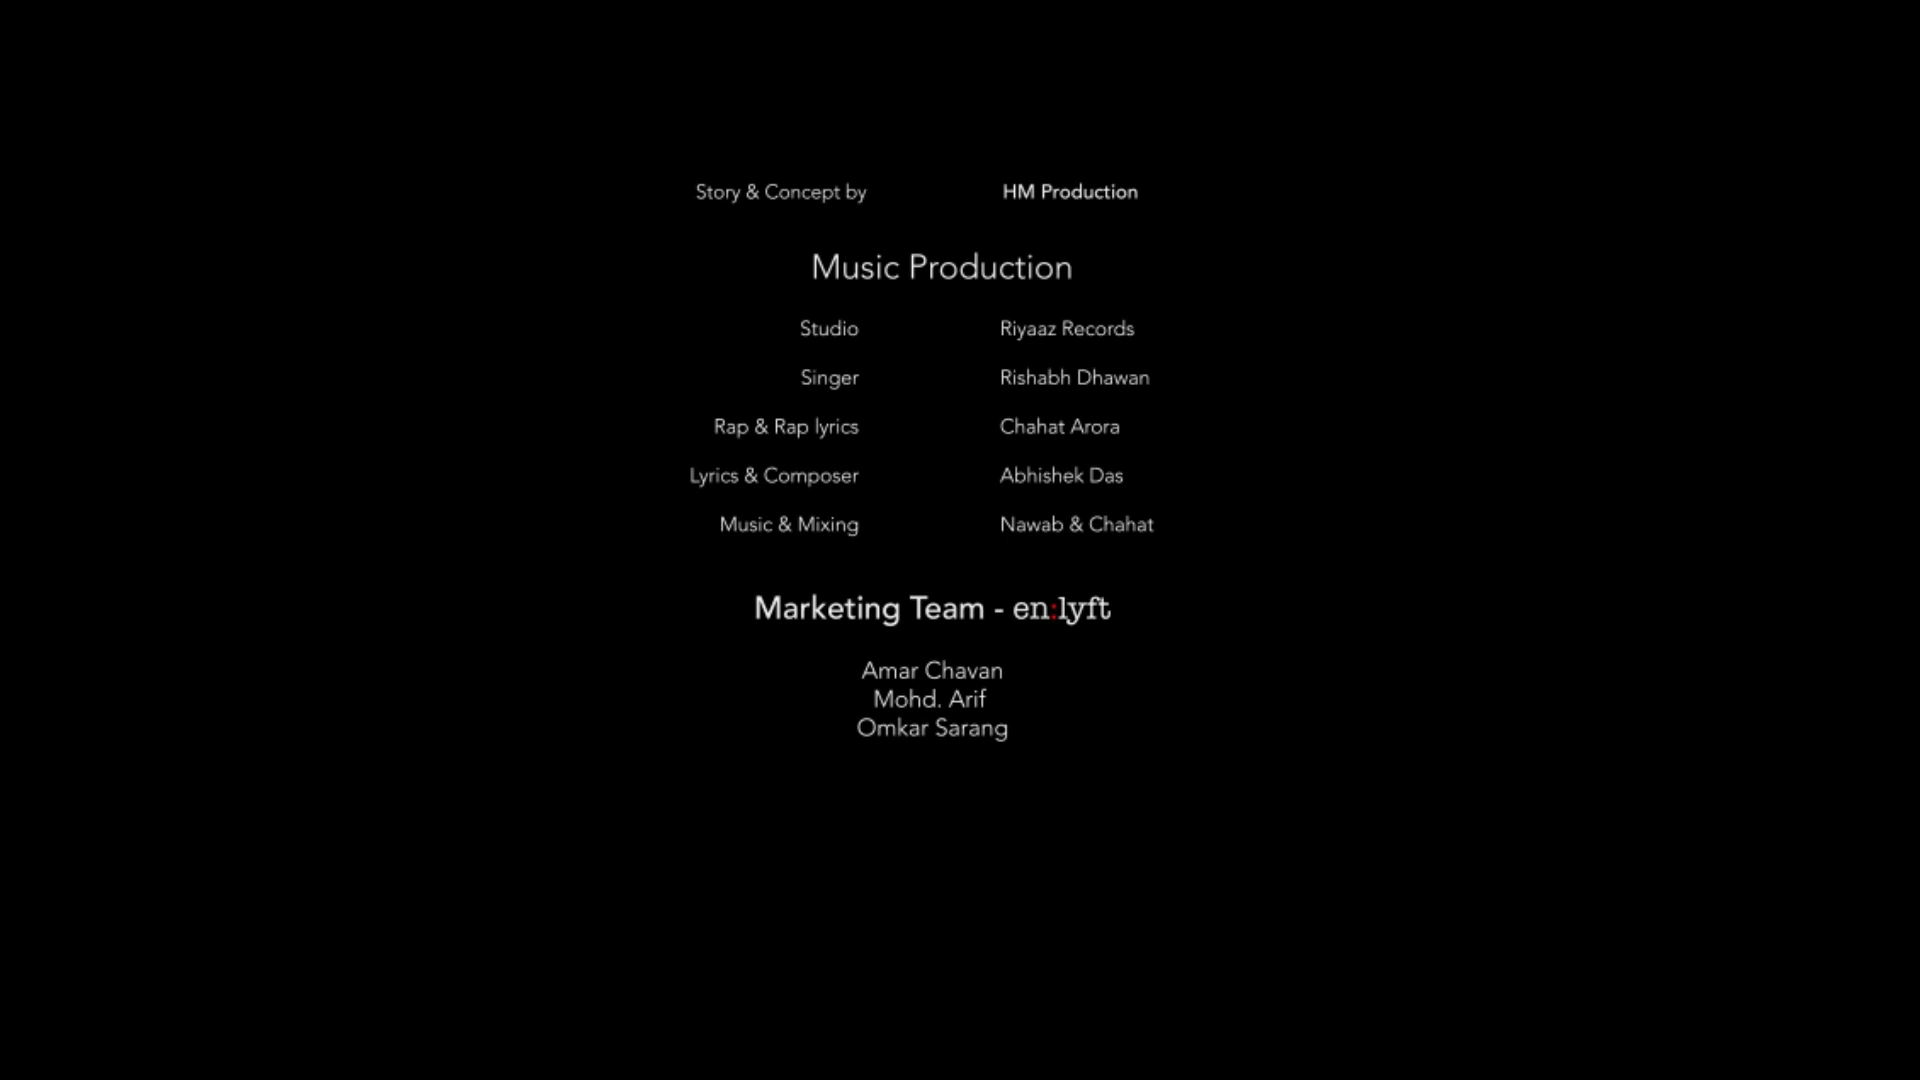 Story & Concept by HM Production
Music Production
Studio Riyaaz Records
Singer Rishabh Dhawan
Rap & Rap lyrics Chahat Arora
Lyrics & Composer Abhishek Das
Music & Mixing Nawab & Chahat
Marketing Team - en:lyft
Amar Chavan
Mohd. Arif
Omkar Sarang